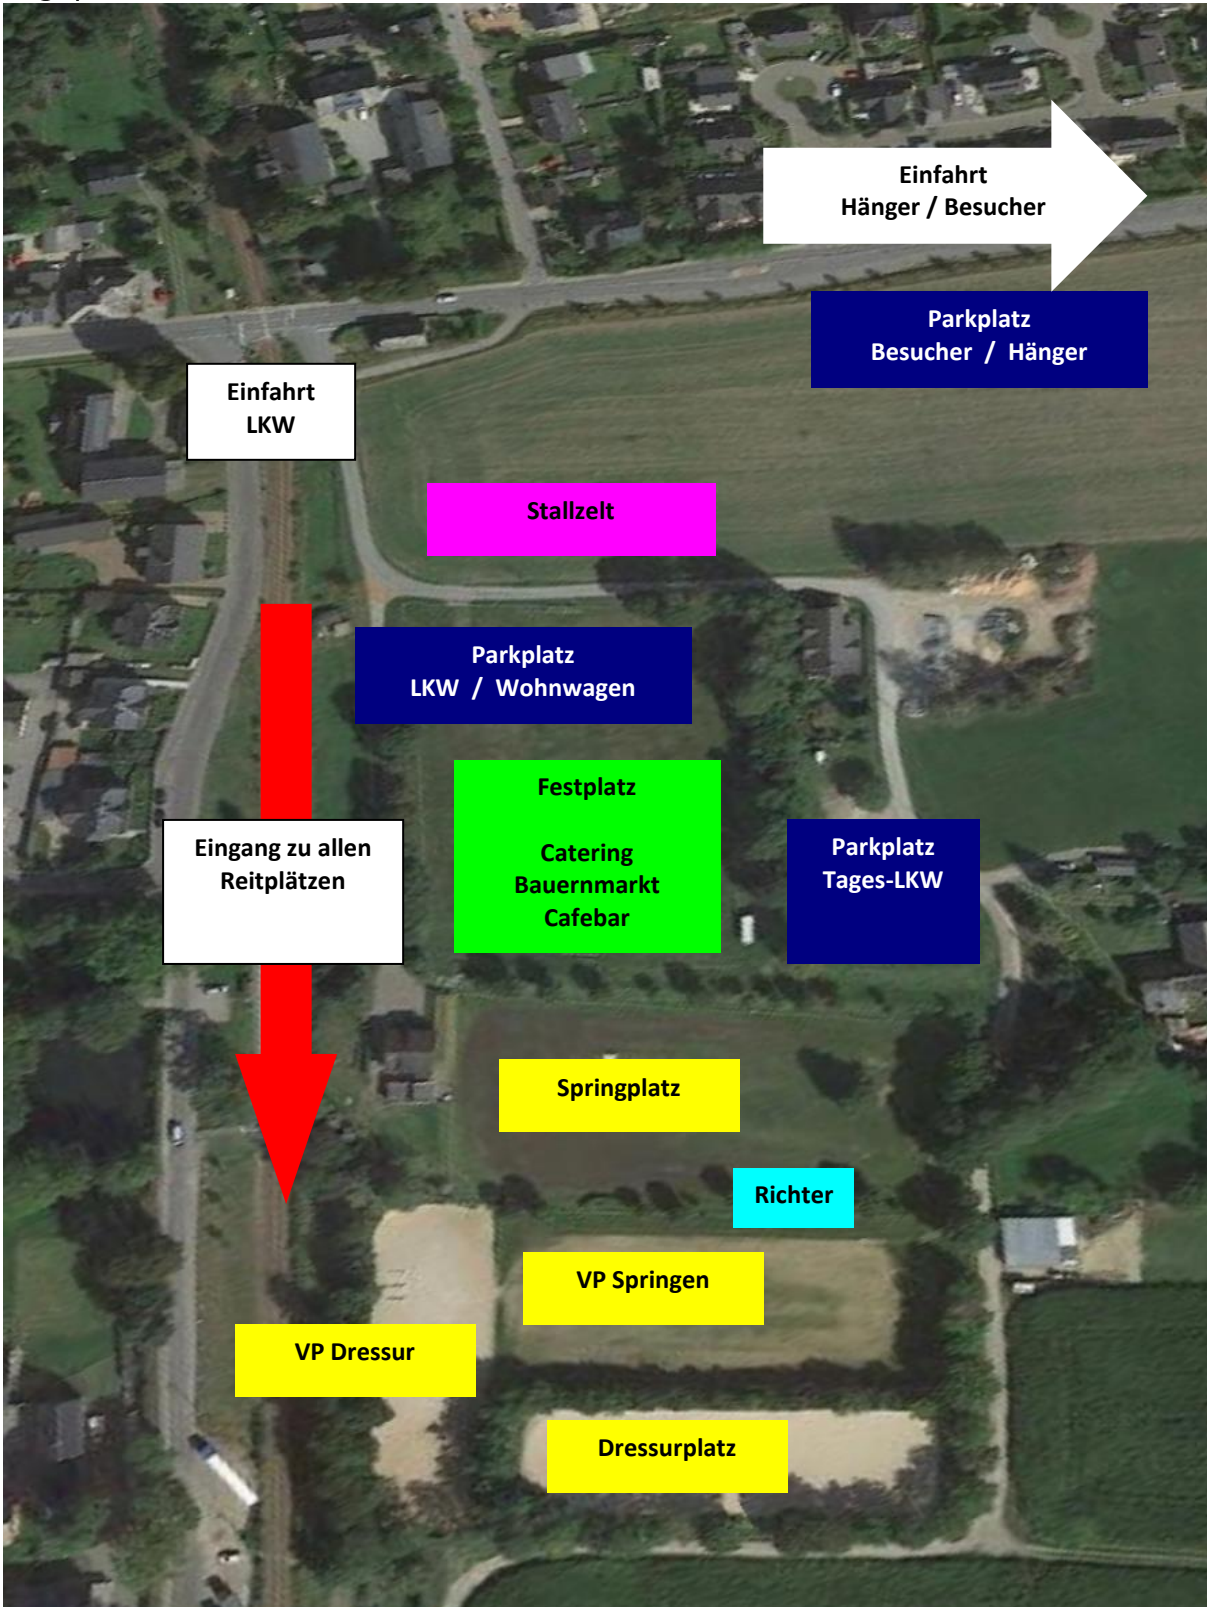 Einfahrt
Hänger / Besucher
Parkplatz
Besucher / Hänger
Einfahrt
LKW
Stallzelt
Parkplatz
LKW / Wohnwagen
Festplatz
Catering
Bauernmarkt
Cafebar
Eingang zu allen
Reitplätzen
Parkplatz
Tages-LKW
Springplatz
Richter
VP Springen
VP Dressur
Dressurplatz